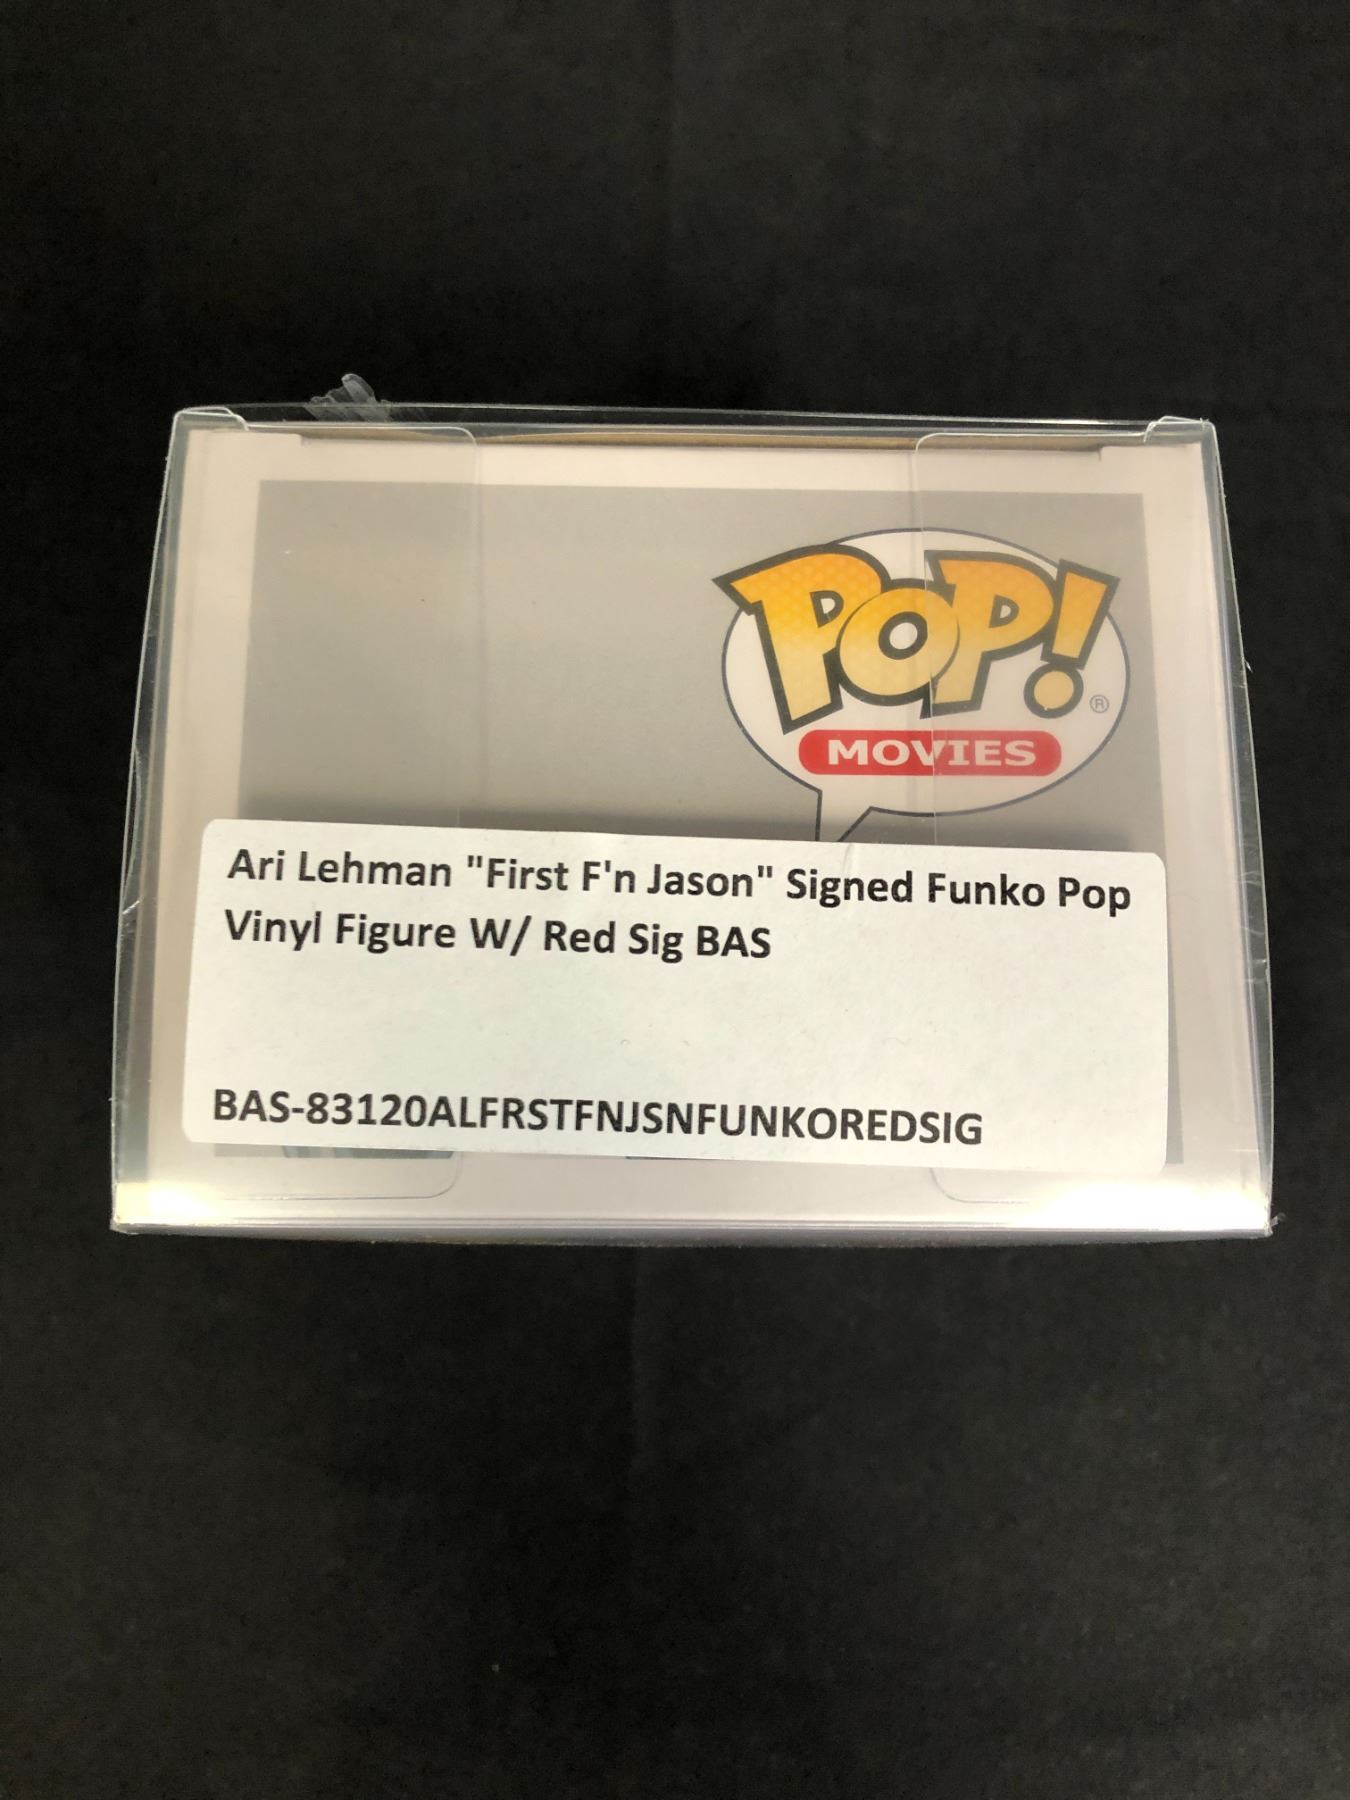 POP! ®
MOVIES
Ari Lehman "First F'n Jason" Signed Funko Pop
Vinyl Figure W/ Red Sig BAS
BAS-83120ALFRSTFNJSNFUNKOREDSIG